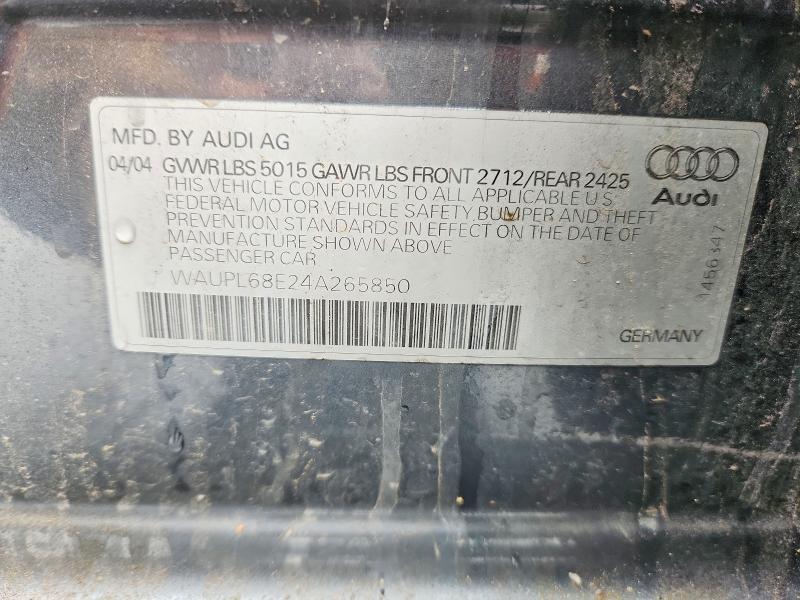 MFD. BY AUDI AG
04/04 GVWR LBS 5015 GAWR LBS FRONT 2712/REAR 2425
THIS VEHICLE CONFORMS TO ALL APPLICABLE U.S.
FEDERAL MOTOR VEHICLE SAFETY, BUMPER AND THEFT
PREVENTION STANDARDS IN EFFECT ON THE DATE OF
MANUFACTURE SHOWN ABOVE
PASSENGER CAR
WAUPL68E24A265850
Audi
1456347
GERMANY